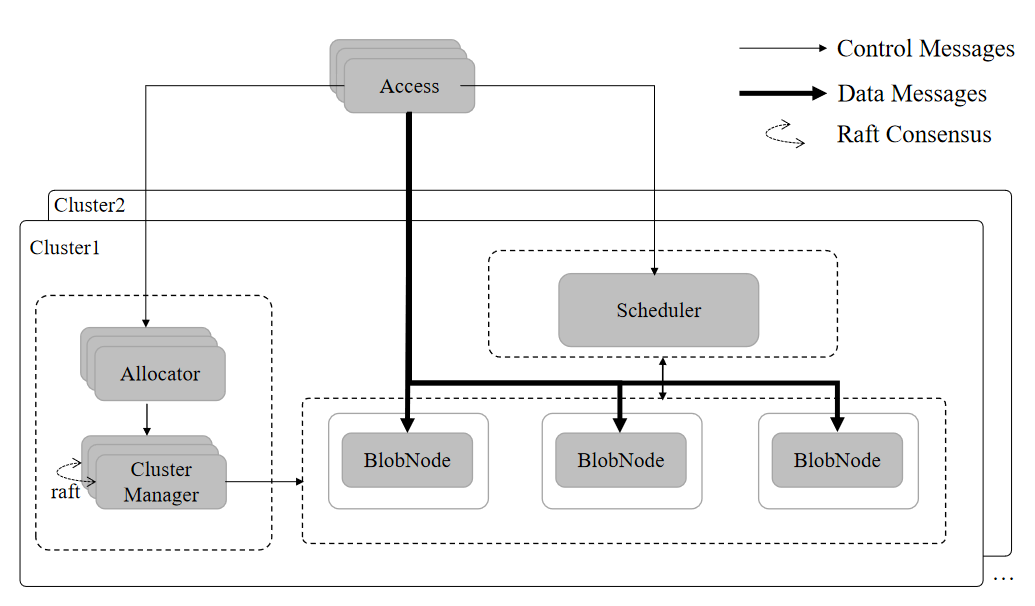 Access
Control Messages
Data Messages
Raft Consensus
Cluster2
Cluster1
Scheduler
Allocator
Cluster
Manager
raft
BlobNode
BlobNode
BlobNode
…